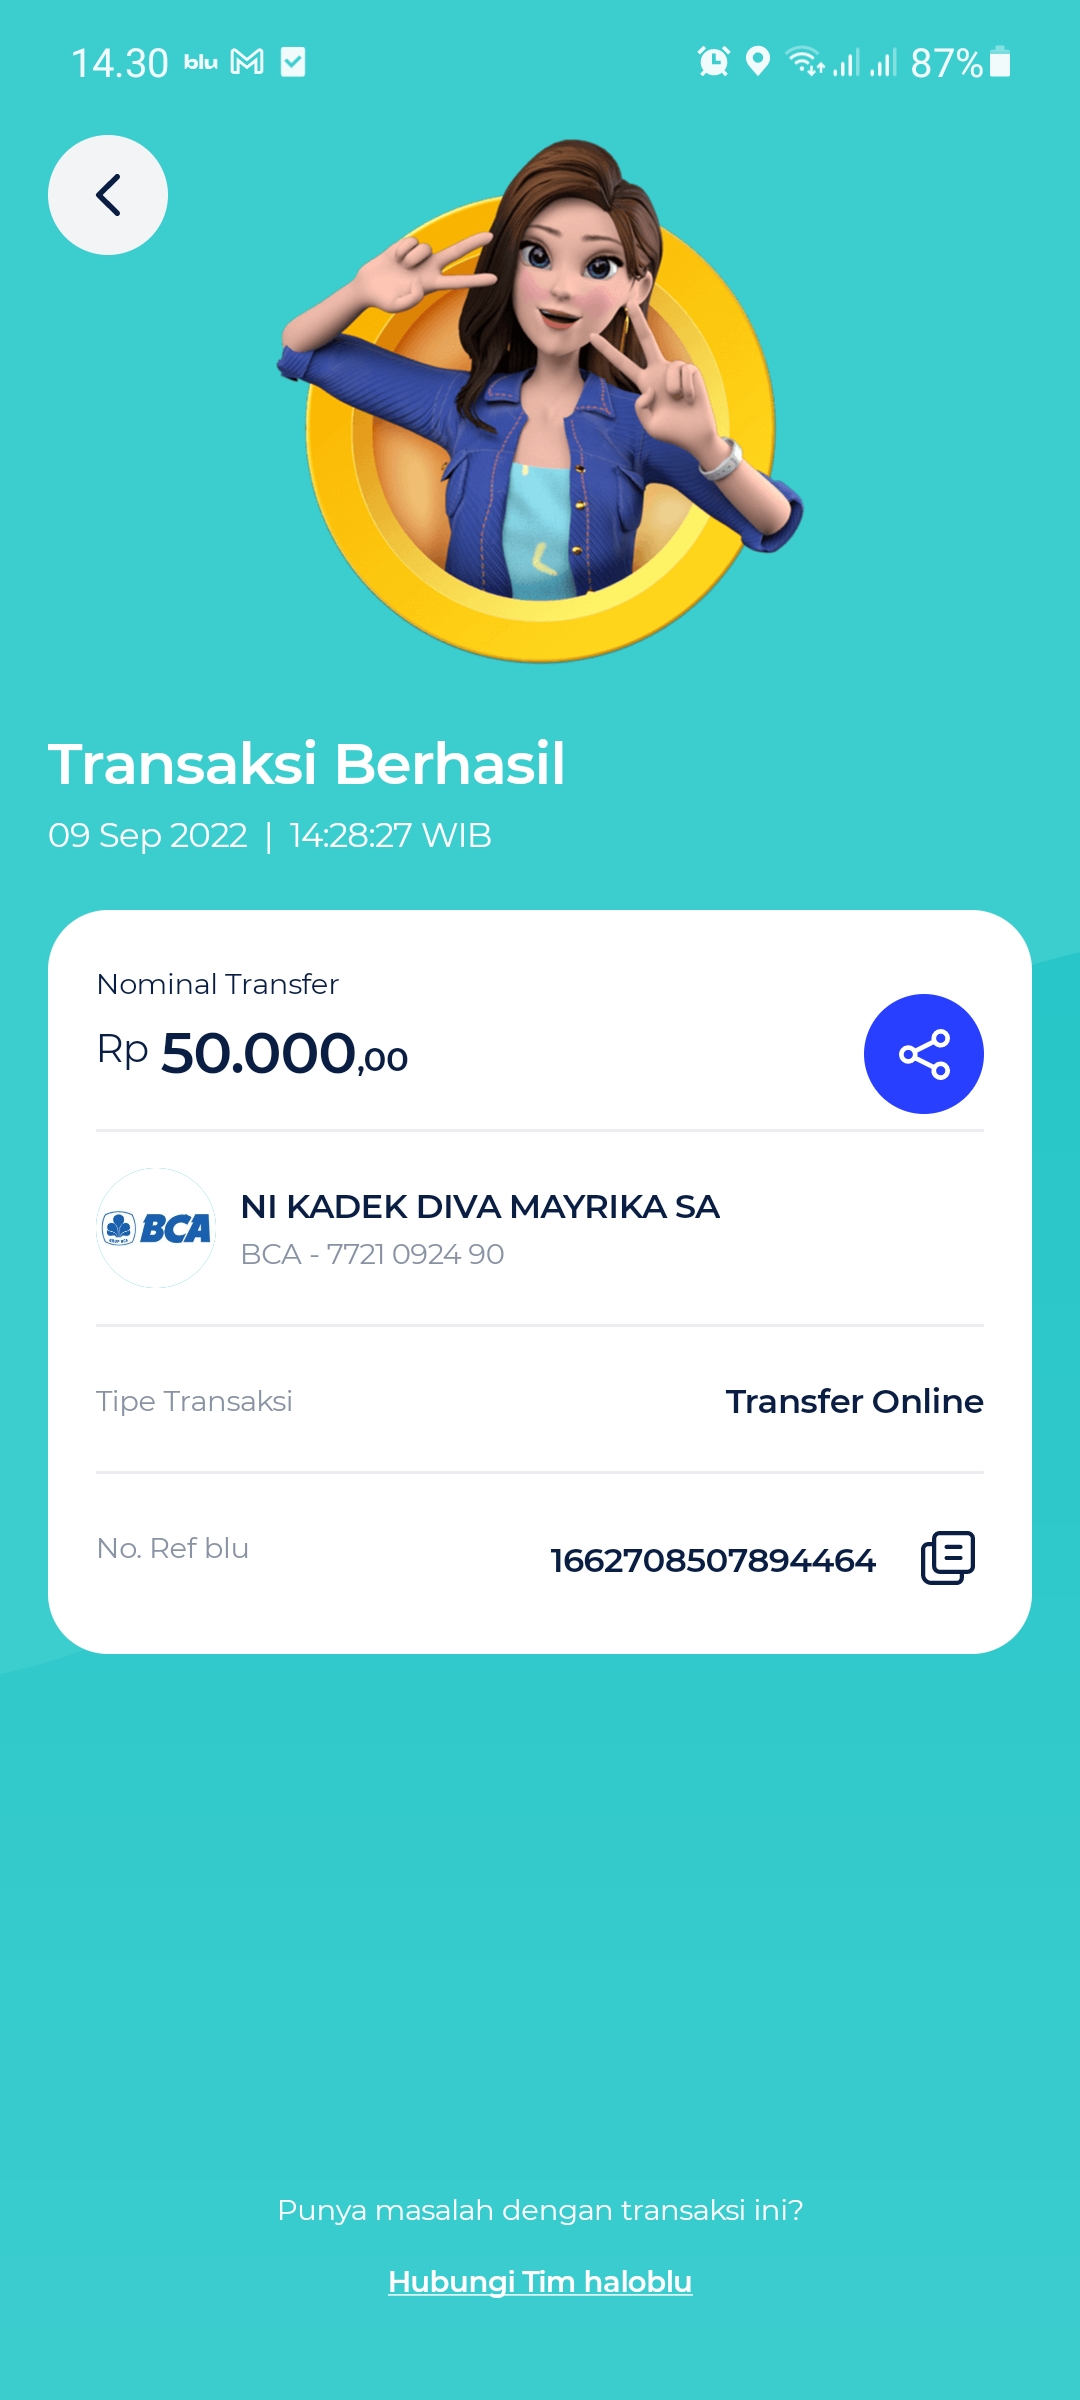 14.30 blu 87%
Transaksi Berhasil
09 Sep 2022 | 14:28:27 WIB
Nominal Transfer
Rp 50.000,00
BCA
NI KADEK DIVA MAYRIKA SA
BCA - 7721 0924 90
Tipe Transaksi
Transfer Online
No. Ref blu
1662708507894464
Punya masalah dengan transaksi ini?
Hubungi Tim haloblu